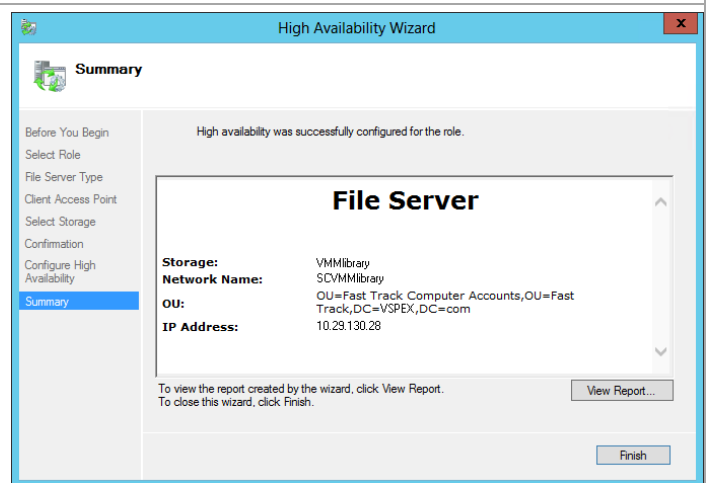 High Availability Wizard
x
Summary
Before You Begin
Select Role
File Server Type
Client Access Point
Select Storage
Confirmation
Configure High
Availability
Summary
High availability was successfully configured for the role.
File Server
Storage: VMMlibrary
Network Name: SCVMMlibrary
OU: OU=Fast Track Computer Accounts,OU=Fast
Track,DC=VSPEX,DC=com
IP Address: 10.29.130.28
To view the report created by the wizard, click View Report.
To close this wizard, click Finish.
View Report...
Finish